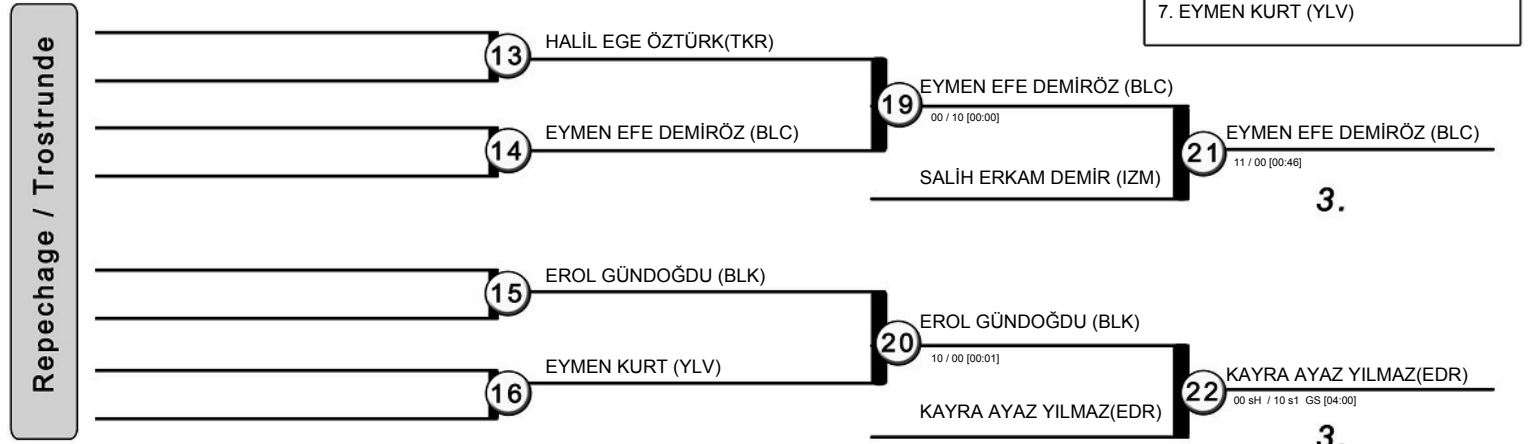 7. EYMEN KURT (YLV)
Repechage / Trostrunde
13
HALİL EGE ÖZTÜRK(TKR)
19
EYMEN EFE DEMİRÖZ (BLC)
00 / 10 [00:00]
14
EYMEN EFE DEMİRÖZ (BLC)
21
EYMEN EFE DEMİRÖZ (BLC)
11 / 00 [00:46]
SALİH ERKAM DEMİR (IZM)
3.
15
EROL GÜNDOĞDU (BLK)
20
EROL GÜNDOĞDU (BLK)
10 / 00 [00:01]
16
EYMEN KURT (YLV)
22
KAYRA AYAZ YILMAZ(EDR)
00 sH / 10 s1 GS [04:00]
KAYRA AYAZ YILMAZ(EDR)
3.